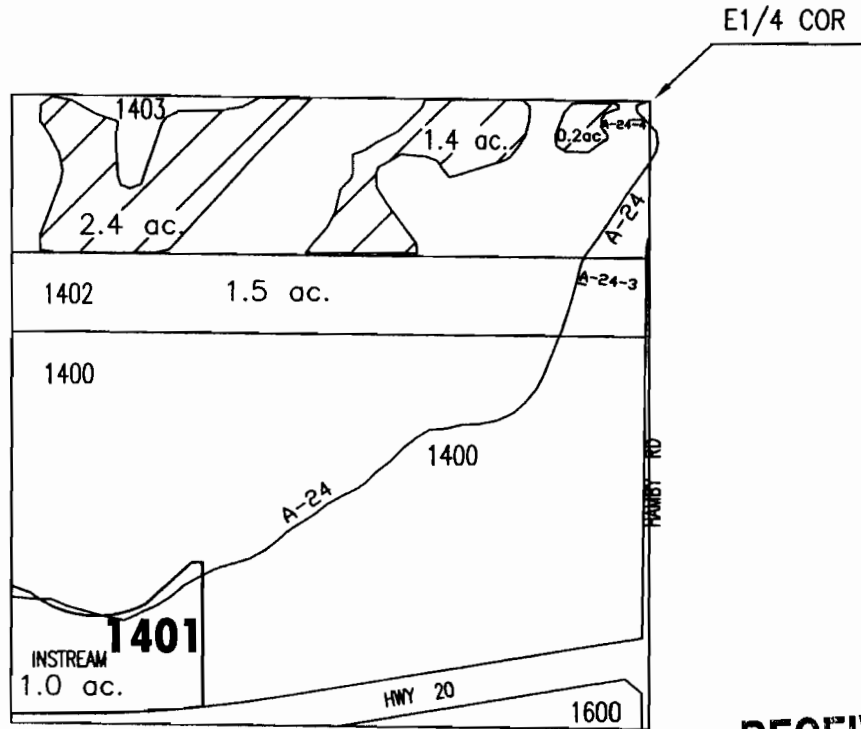 E1/4 COR
1403
1.4 ac.
0.2ac
A-24-4
2.4 ac.
A-24
A-24-3
1402 1.5 ac.
1400
1400
HAMBY RD
A-24
1401
INSTREAM
1.0 ac.
HWY 20
1600